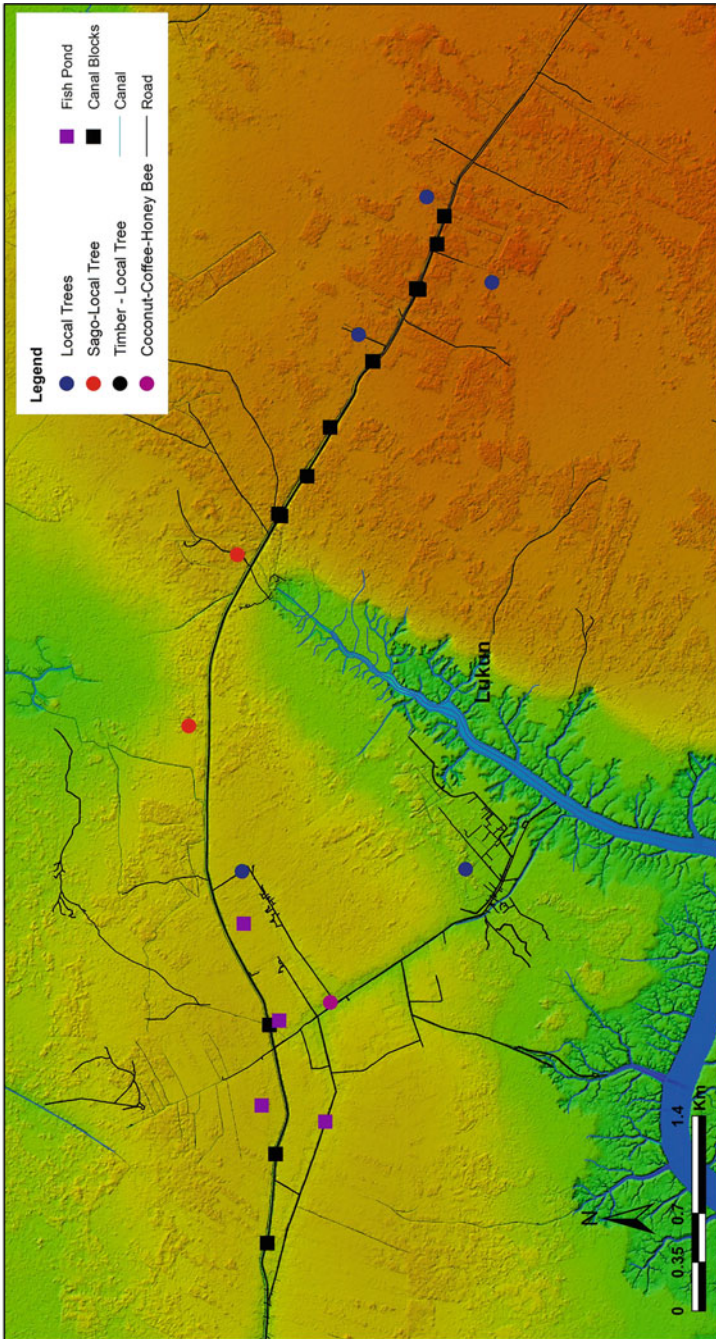 Legend
Local Trees
Sago-Local Tree
Timber - Local Tree
Coconut-Coffee-Honey Bee
Fish Pond
Canal Blocks
Canal
Road
Lukun
N
0 0.35 0.7 1.4
Km